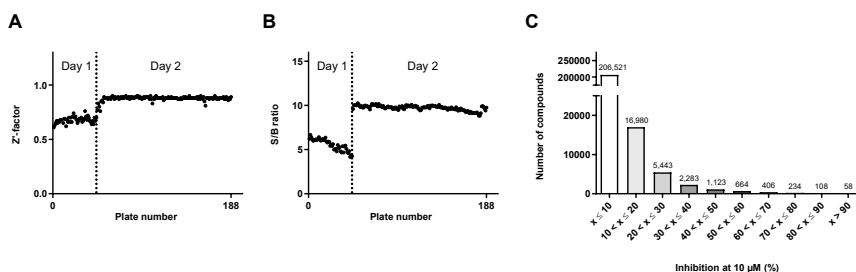 A
Day 1
Day 2
1.0
0.5
0.0
Z'-factor
0
188
Plate number
B
Day 1
Day 2
15
10
5
0
S/B ratio
0
188
Plate number
C
250000
200000
20000
10000
0
Number of compounds
206,521
16,980
5,443
2,283
1,123
664
406
234
108
58
x ≤ 10
10 < x ≤ 20
20 < x ≤ 30
30 < x ≤ 40
40 < x ≤ 50
50 < x ≤ 60
60 < x ≤ 70
70 < x ≤ 80
80 < x ≤ 90
x > 90
Inhibition at 10 µM (%)